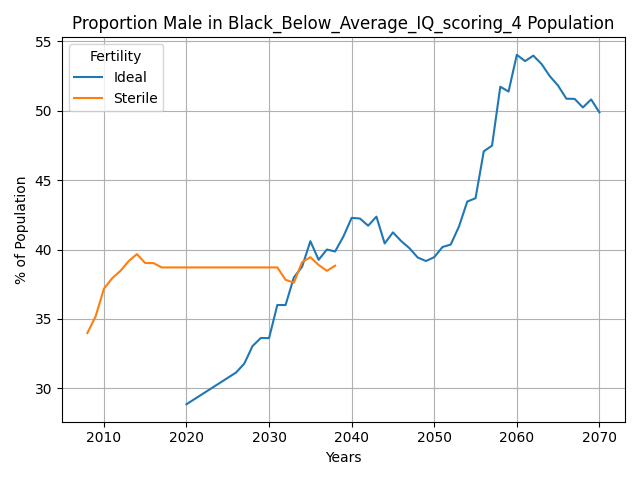 Proportion Male in Black_Below_Average_IQ_scoring_4 Population
55
50
45
40
35
30
% of Population
Fertility
Ideal
Sterile
2010 2020 2030 2040 2050 2060 2070
Years